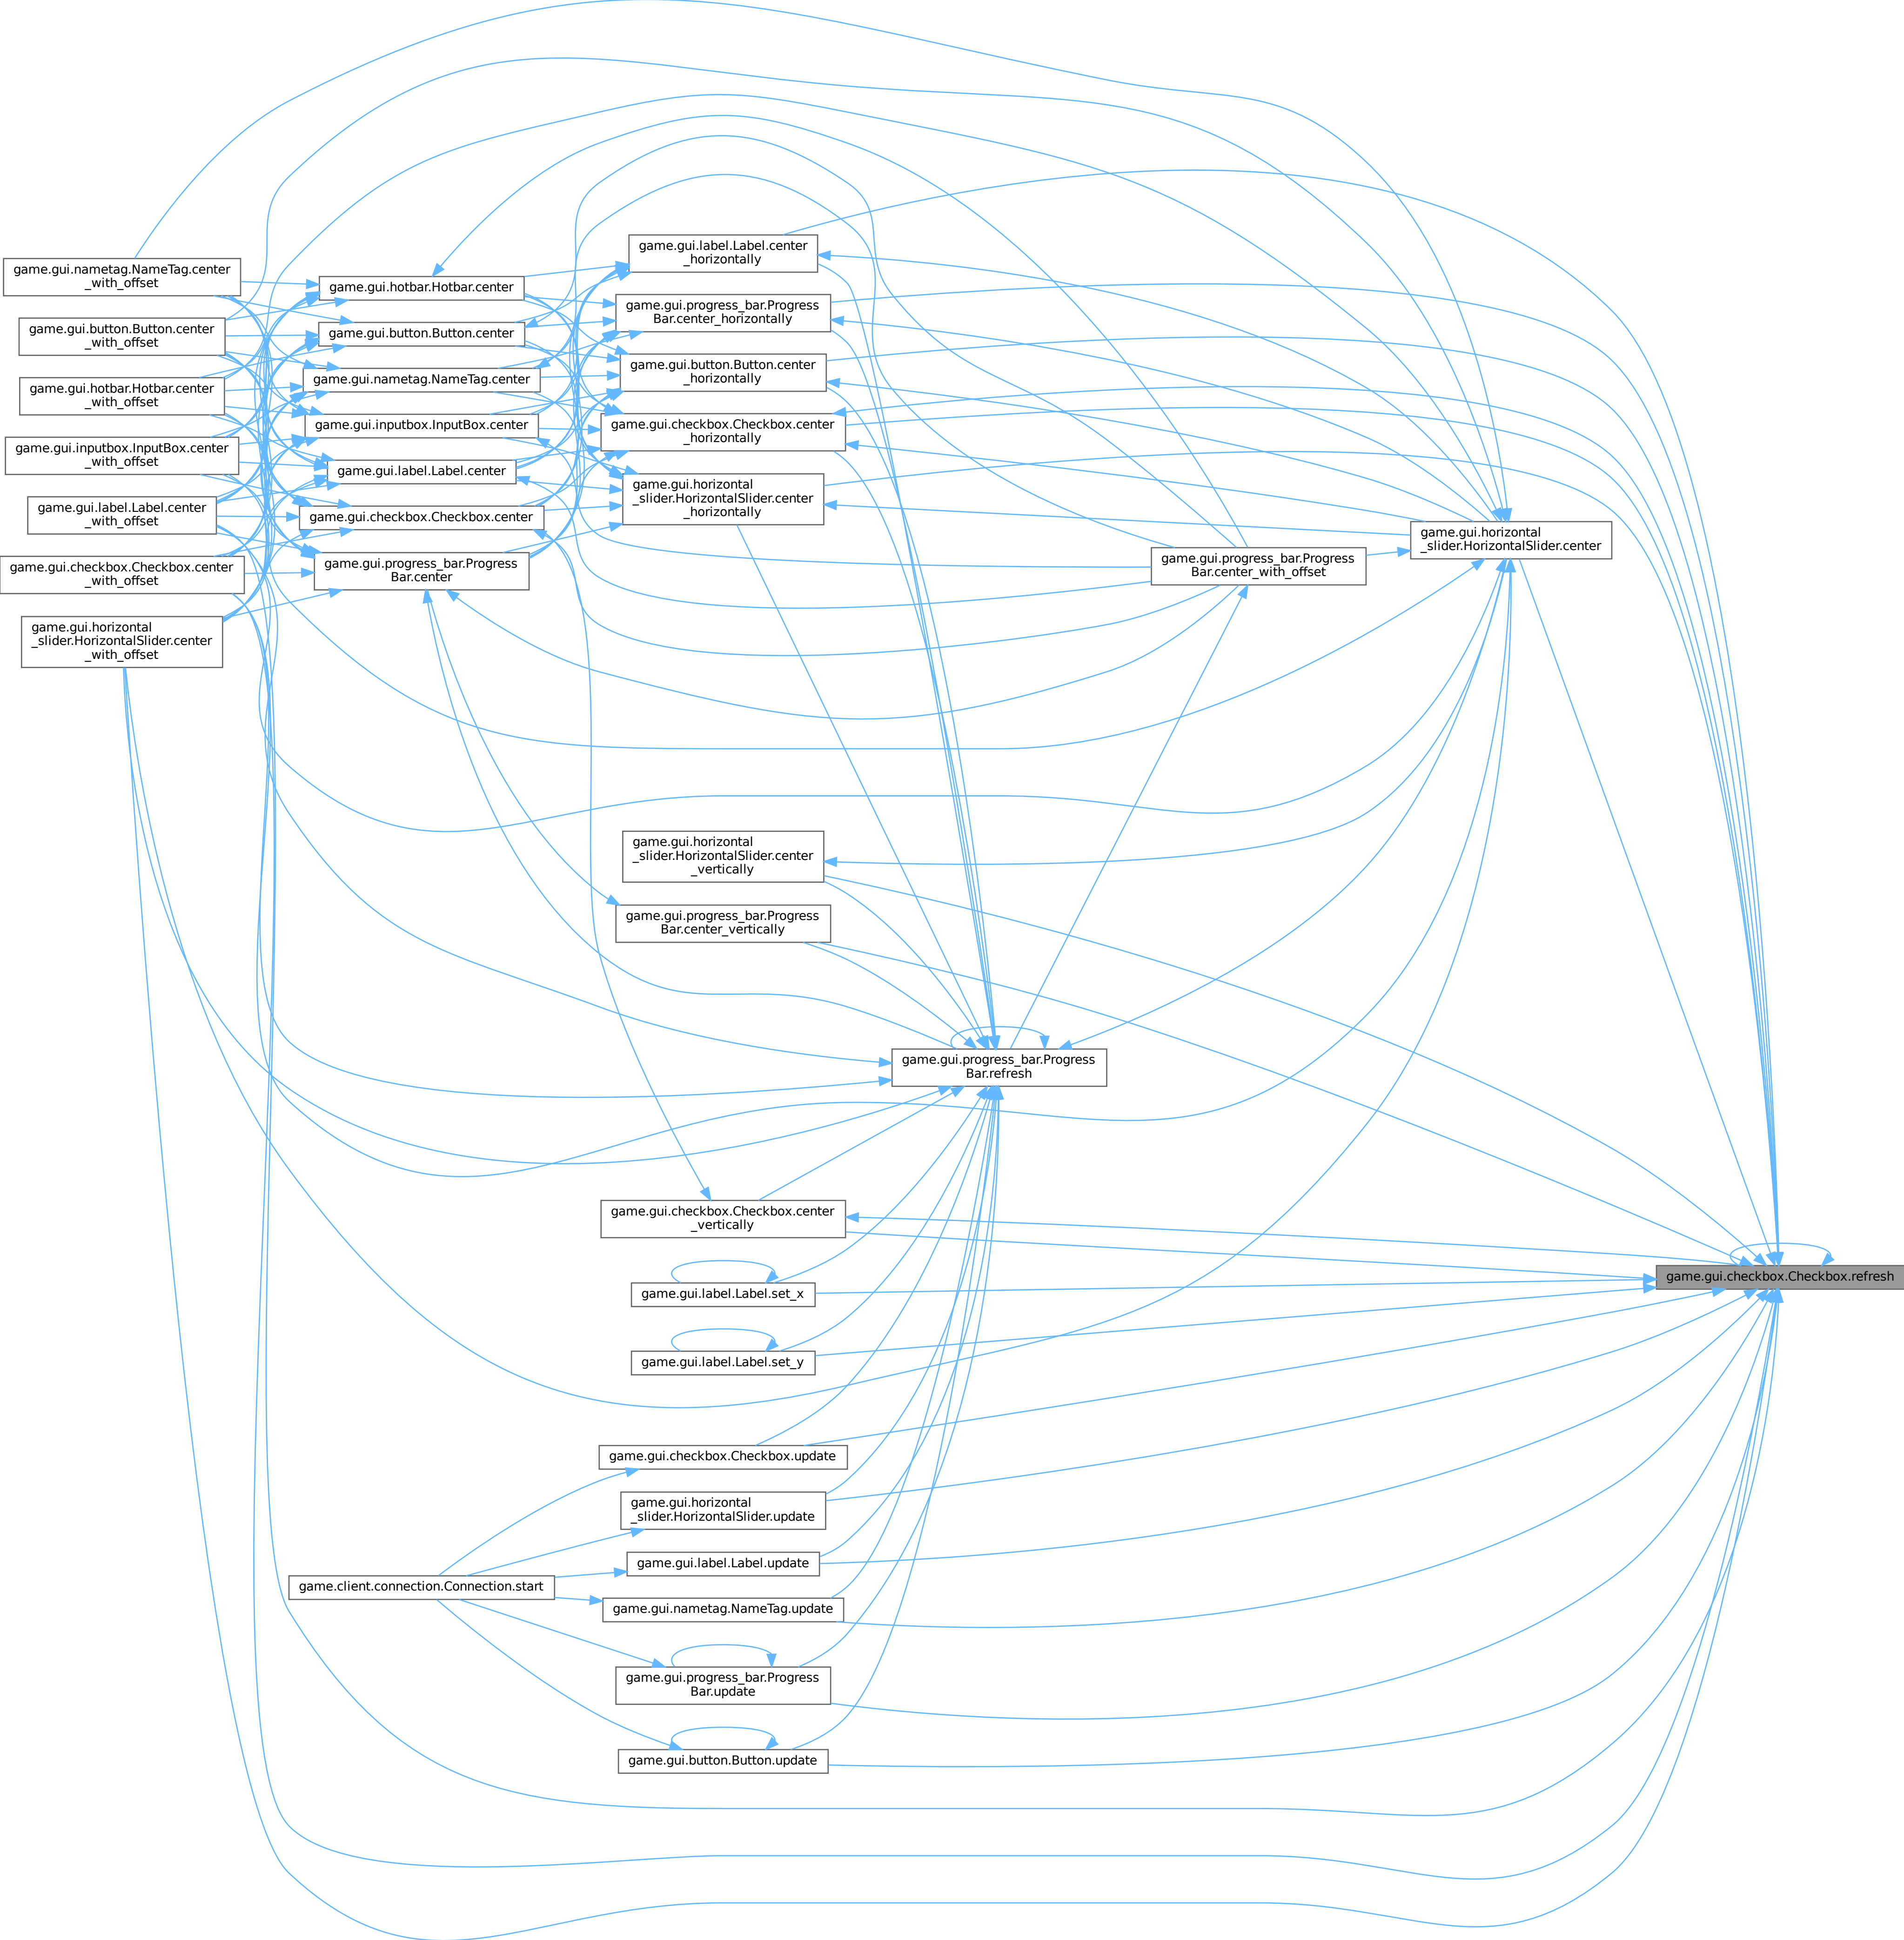 game.gui.nametag.NameTag.center
_with_offset
game.gui.button.Button.center
_with_offset
game.gui.hotbar.Hotbar.center
_with_offset
game.gui.inputbox.InputBox.center
_with_offset
game.gui.label.Label.center
_with_offset
game.gui.checkbox.Checkbox.center
_with_offset
game.gui.horizontal
_slider.HorizontalSlider.center
_with_offset
game.gui.hotbar.Hotbar.center
game.gui.button.Button.center
game.gui.nametag.NameTag.center
game.gui.inputbox.InputBox.center
game.gui.label.Label.center
game.gui.checkbox.Checkbox.center
game.gui.progress_bar.Progress
Bar.center
game.client.connection.Connection.start
game.gui.label.Label.center
_horizontally
game.gui.progress_bar.Progress
Bar.center_horizontally
game.gui.button.Button.center
_horizontally
game.gui.checkbox.Checkbox.center
_horizontally
game.gui.horizontal
_slider.HorizontalSlider.center
_horizontally
game.gui.horizontal
_slider.HorizontalSlider.center
_vertically
game.gui.progress_bar.Progress
Bar.center_vertically
game.gui.checkbox.Checkbox.center
_vertically
game.gui.label.Label.set_x
game.gui.label.Label.set_y
game.gui.checkbox.Checkbox.update
game.gui.horizontal
_slider.HorizontalSlider.update
game.gui.label.Label.update
game.gui.nametag.NameTag.update
game.gui.progress_bar.Progress
Bar.update
game.gui.button.Button.update
game.gui.progress_bar.Progress
Bar.refresh
game.gui.progress_bar.Progress
Bar.center_with_offset
game.gui.horizontal
_slider.HorizontalSlider.center
game.gui.checkbox.Checkbox.refresh